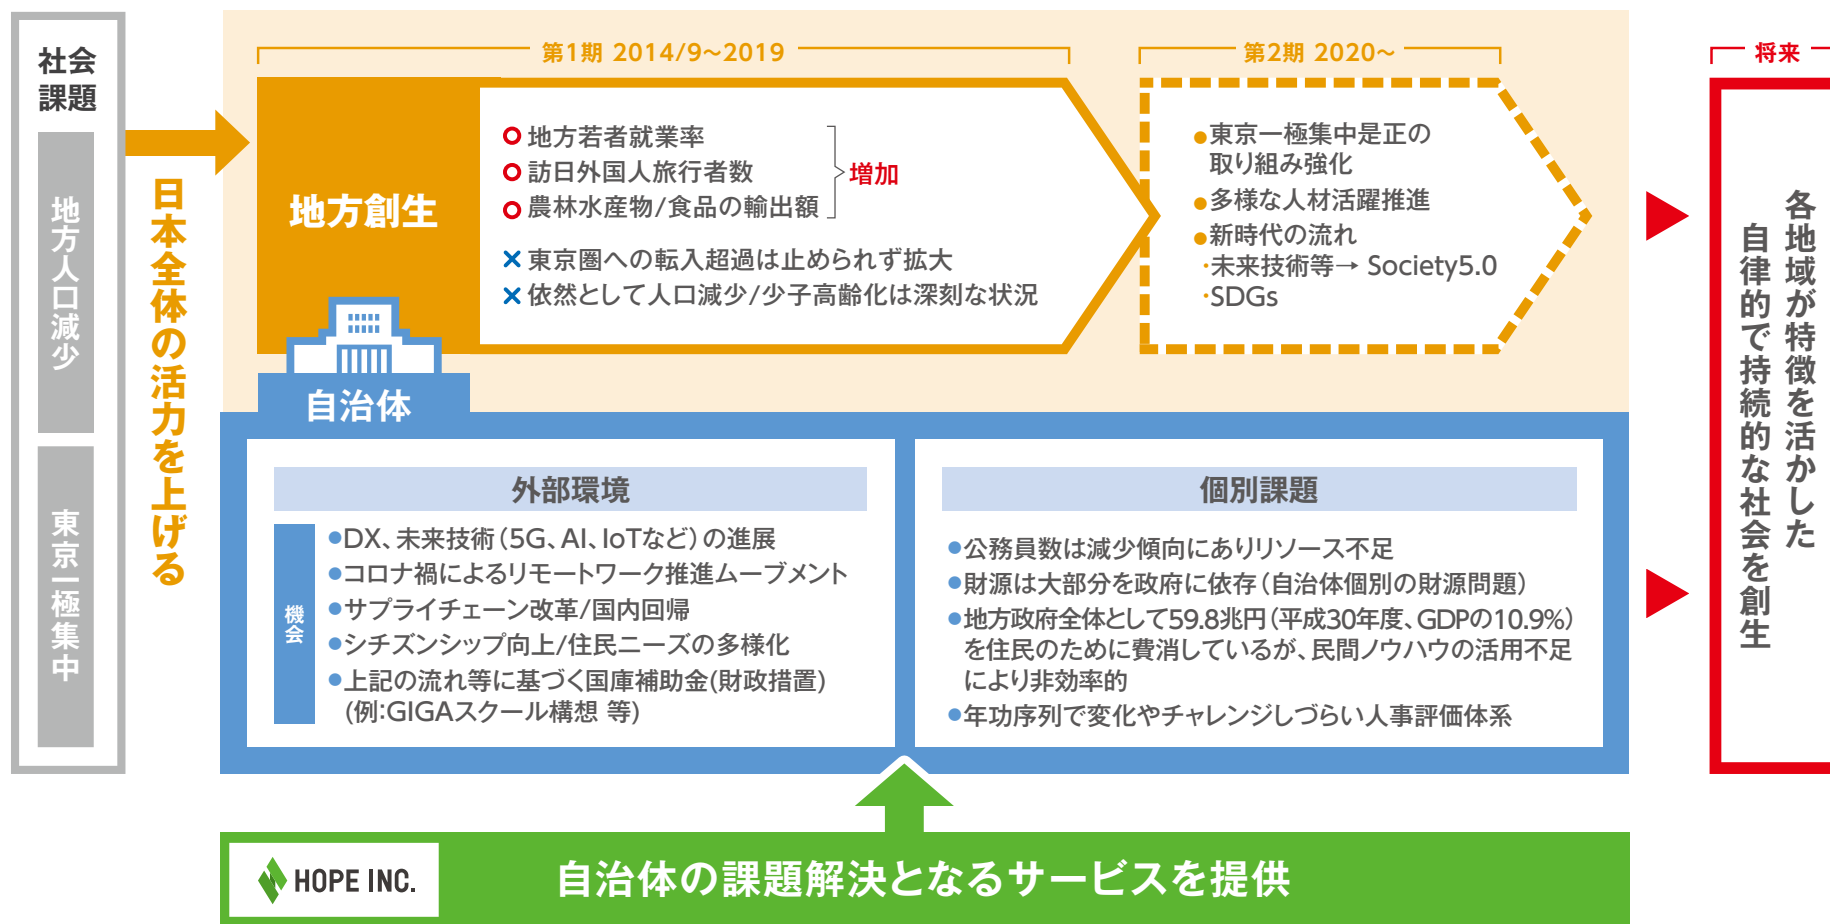 社会
課題
地方人口減少
東京一極集中
日本全体の活力を上げる
第1期 2014/9～2019
地方創生
地方若者就業率
訪日外国人旅行者数
農林水産物/食品の輸出額
増加
× 東京圏への転入超過は止められず拡大
× 依然として人口減少/少子高齢化は深刻な状況
第2期 2020～
●東京一極集中是正の
取り組み強化
●多様な人材活躍推進
●新時代の流れ
・未来技術等→ Society5.0
・SDGs
自治体
外部環境
機会
●DX、未来技術（5G、AI、IoTなど）の進展
●コロナ禍によるリモートワーク推進ムーブメント
●サプライチェーン改革/国内回帰
●シチズンシップ向上/住民ニーズの多様化
●上記の流れ等に基づく国庫補助金(財政措置)
(例:GIGAスクール構想 等)
個別課題
●公務員数は減少傾向にありリソース不足
●財源は大部分を政府に依存（自治体個別の財源問題）
●地方政府全体として59.8兆円（平成30年度、GDPの10.9%）
を住民のために費消しているが、民間ノウハウの活用不足
により非効率的
●年功序列で変化やチャレンジしづらい人事評価体系
将来
各地域が特徴を活かした
自律的で持続的な社会を創生
HOPE INC.
自治体の課題解決となるサービスを提供